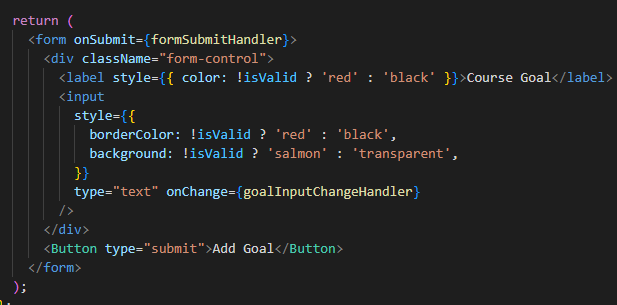 return (
<form onSubmit={formSubmitHandler}>
<div className="form-control">
<label style={{ color: !isValid ? 'red' : 'black' }}>Course Goal</label>
<input
style={{
borderColor: !isValid ? 'red' : 'black',
background: !isValid ? 'salmon' : 'transparent',
}}
type="text" onChange={goalInputChangeHandler}
/>
</div>
<Button type="submit">Add Goal</Button>
</form>
);